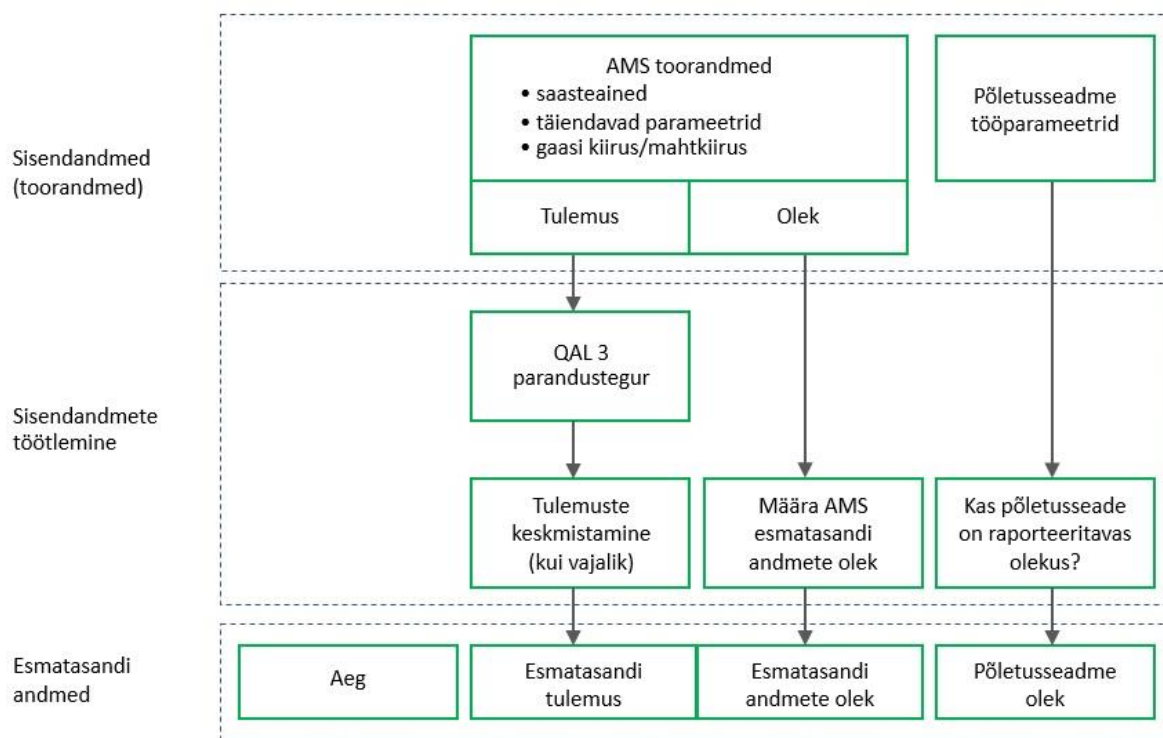 AMS toorandmed
• saasteained
• täiendavad parameetrid
• gaasi kiirus/mahtkiirus
Põletusseadme
tööparameetrid
Sisendandmed
(toorandmed)
Tulemus
Olek
QAL 3
parandustegur
Sisendandmete
töötlemine
Tulemuste
keskmistamine
(kui vajalik)
Määra AMS
esmatasandi
andmete olek
Kas põletusseade
on raporteeritavas
olekus?
Esmatasandi
andmed
Aeg
Esmatasandi
tulemus
Esmatasandi
andmete olek
Põletusseadme
olek